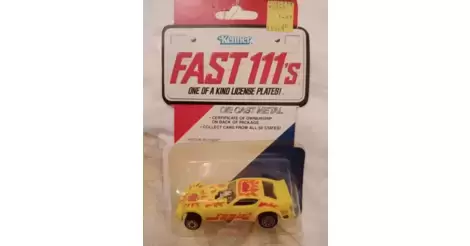 Kenner
FAST 111's
ONE OF A KIND LICENSE PLATES!
DIE CAST METAL
• CERTIFICATE OF OWNERSHIP
ON BACK OF PACKAGE
• COLLECT CARS FROM ALL 50 STATES!